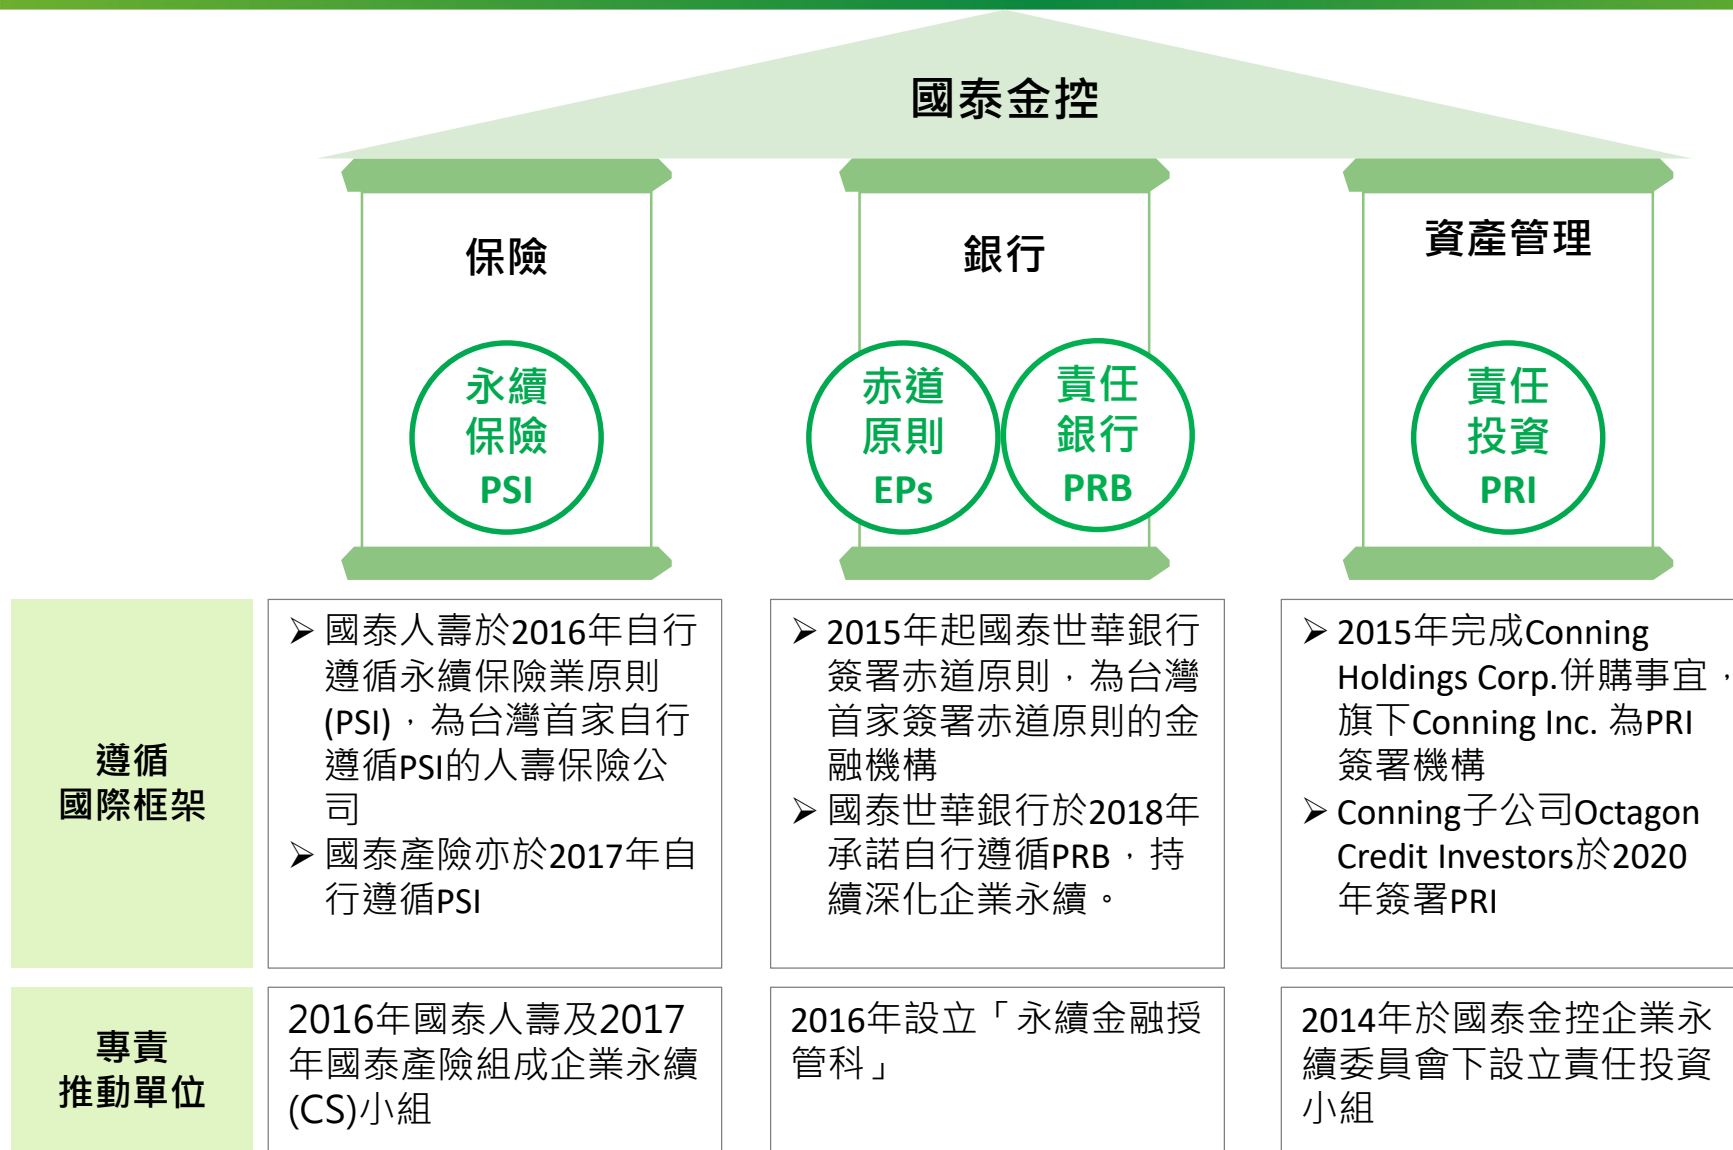 國泰金控
保險
銀行
資產管理
永續
保險
PSI
赤道
原則
EPs
責任
銀行
PRB
責任
投資
PRI
遵循
國際框架
➢ 國泰人壽於2016年自行
遵循永續保險業原則
(PSI)，為台灣首家自行
遵循PSI的人壽保險公
司
➢ 國泰產險亦於2017年自
行遵循PSI
➢ 2015年起國泰世華銀行
簽署赤道原則，為台灣
首家簽署赤道原則的金
融機構
➢ 國泰世華銀行於2018年
承諾自行遵循PRB，持
續深化企業永續。
➢ 2015年完成Conning
Holdings Corp.併購事宜，
旗下Conning Inc. 為PRI
簽署機構
➢ Conning子公司Octagon
Credit Investors於2020
年簽署PRI
專責
推動單位
2016年國泰人壽及2017
年國泰產險組成企業永續
(CS)小組
2016年設立「永續金融授
管科」
2014年於國泰金控企業永
續委員會下設立責任投資
小組